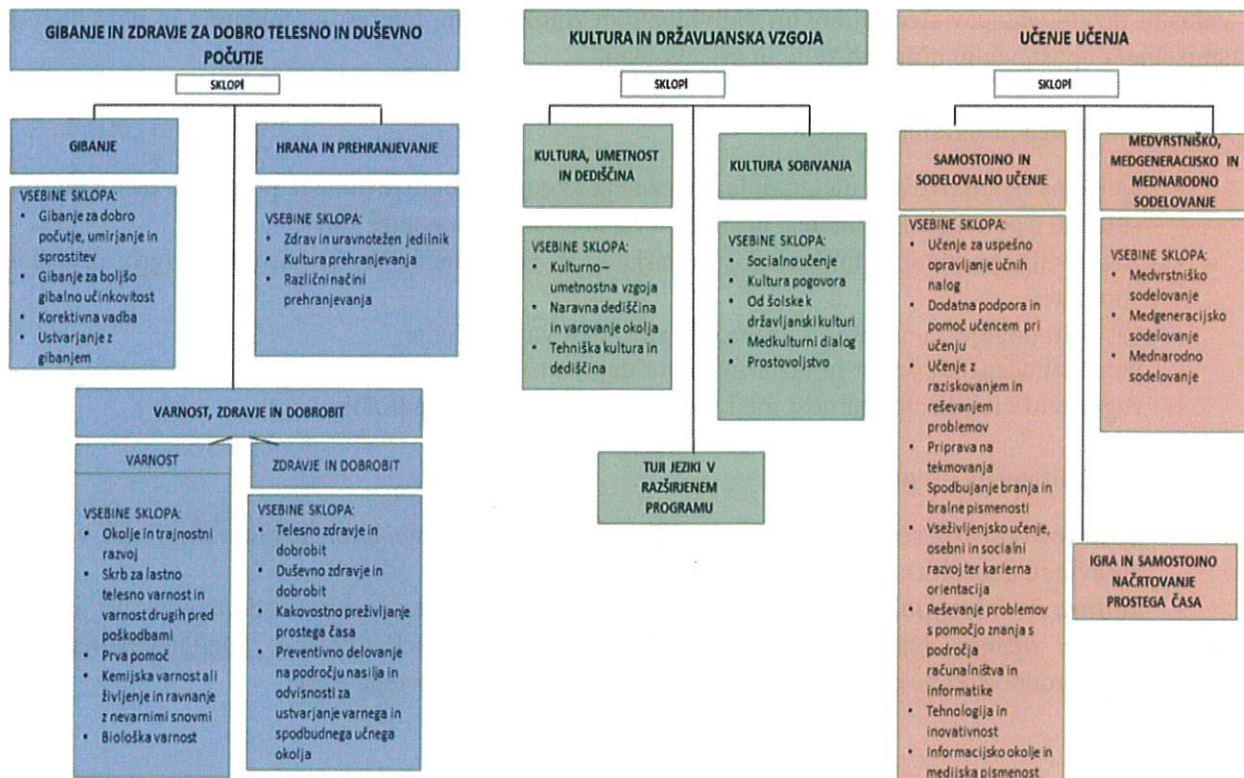 GIBANJE IN ZDRAVJE ZA DOBRO TELESNO IN DUŠEVNO
POČUTJE
SKLOPI
GIBANJE
VSEBINE SKLOPA:
• Gibanje za dobro
počutje, umirjanje in
sprostitev
• Gibanje za boljšo
gibalno učinkovitost
• Korektivna vadba
• Ustvarjanje z
gibanjem
HRANA IN PREHRANJEVANJE
VSEBINE SKLOPA:
• Zdrav in uravnotežen jedilnik
• Kultura prehranjevanja
• Različni načini
prehranjevanja
VARNOST, ZDRAVJE IN DOBROBIT
VARNOST
VSEBINE SKLOPA:
• Okolje in trajnostni
razvoj
• Skrb za lastno
telesno varnost in
varnost drugih pred
poškodbami
• Prva pomoč
• Kemijska varnost ali
življenje in ravnanje
z nevarnimi snovmi
• Biološka varnost
ZDRAVJE IN DOBROBIT
VSEBINE SKLOPA:
• Telesno zdravje in
dobrobit
• Duševno zdravje in
dobrobit
• Kakovostno preživljanje
prostega časa
• Preventivno delovanje
na področju nasilja in
odvisnosti za
ustvarjanje varnega in
spodbudnega učnega
okolja
KULTURA IN DRŽAVLJANSKA VZGOJA
SKLOPI
KULTURA, UMETNOST
IN DEDIŠČINA
VSEBINE SKLOPA:
• Kulturno –
umetnostna vzgoja
• Naravna dediščina
in varovanje okolja
• Tehniška kultura in
dediščina
KULTURA SOBIVANJA
VSEBINE SKLOPA:
• Socialno učenje
• Kultura pogovora
• Od šolske k
državljanski kulturi
• Medkulturni dialog
• Prostovoljstvo
TUJI JEZIKI V
RAZŠIRJENEM
PROGRAMU
UČENJE UČENJA
SKLOPI
SAMOSTOJNO IN
SODELOVALNO UČENJE
VSEBINE SKLOPA:
• Učenje za uspešno
opravljanje učnih
nalog
• Dodatna podpora in
pomoč učencem pri
učenju
• Učenje z
raziskovanjem in
reševanjem
problemov
• Priprava na
tekmovanja
• Spodbujanje branja in
bralne pismenosti
• Vseživljenjsko učenje,
osebni in socialni
razvoj ter karierna
orientacija
• Reševanje problemov
s pomočjo znanja s
področja
računalništva in
informatike
• Tehnologija in
inovativnost
• Informacijsko okolje in
medijska pismenost
MEDVRSTNIŠKO,
MEDGENERACIJSKO IN
MEDNARODNO
SODELOVANJE
VSEBINE SKLOPA:
• Medvrstniško
sodelovanje
• Medgeneracijsko
sodelovanje
• Mednarodno
sodelovanje
IGRA IN SAMOSTOJNO
NAČRTOVANJE
PROSTEGA ČASA